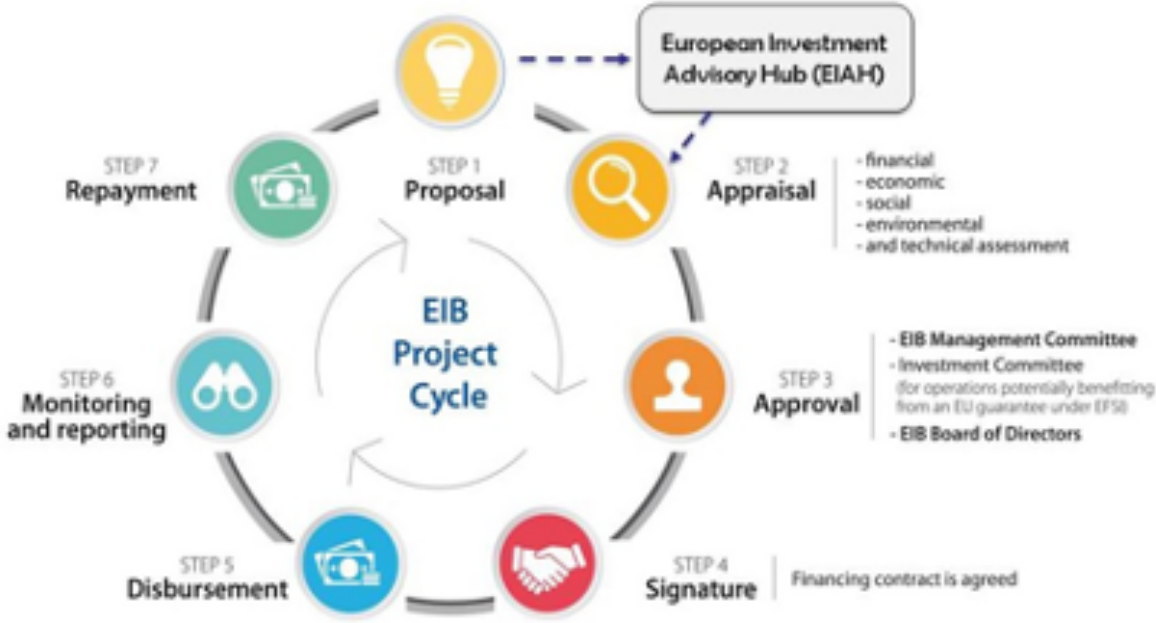 European Investment
Advisory Hub (EIAH)
STEP 1
Proposal
STEP 2
Appraisal
- financial
- economic
- social
- environmental
- and technical assessment
STEP 3
Approval
- EIB Management Committee
- Investment Committee
(for operations potentially benefitting
from an EU guarantee under EFSI)
- EIB Board of Directors
STEP 4
Signature
Financing contract is agreed
STEP 5
Disbursement
STEP 6
Monitoring
and reporting
STEP 7
Repayment
EIB
Project
Cycle